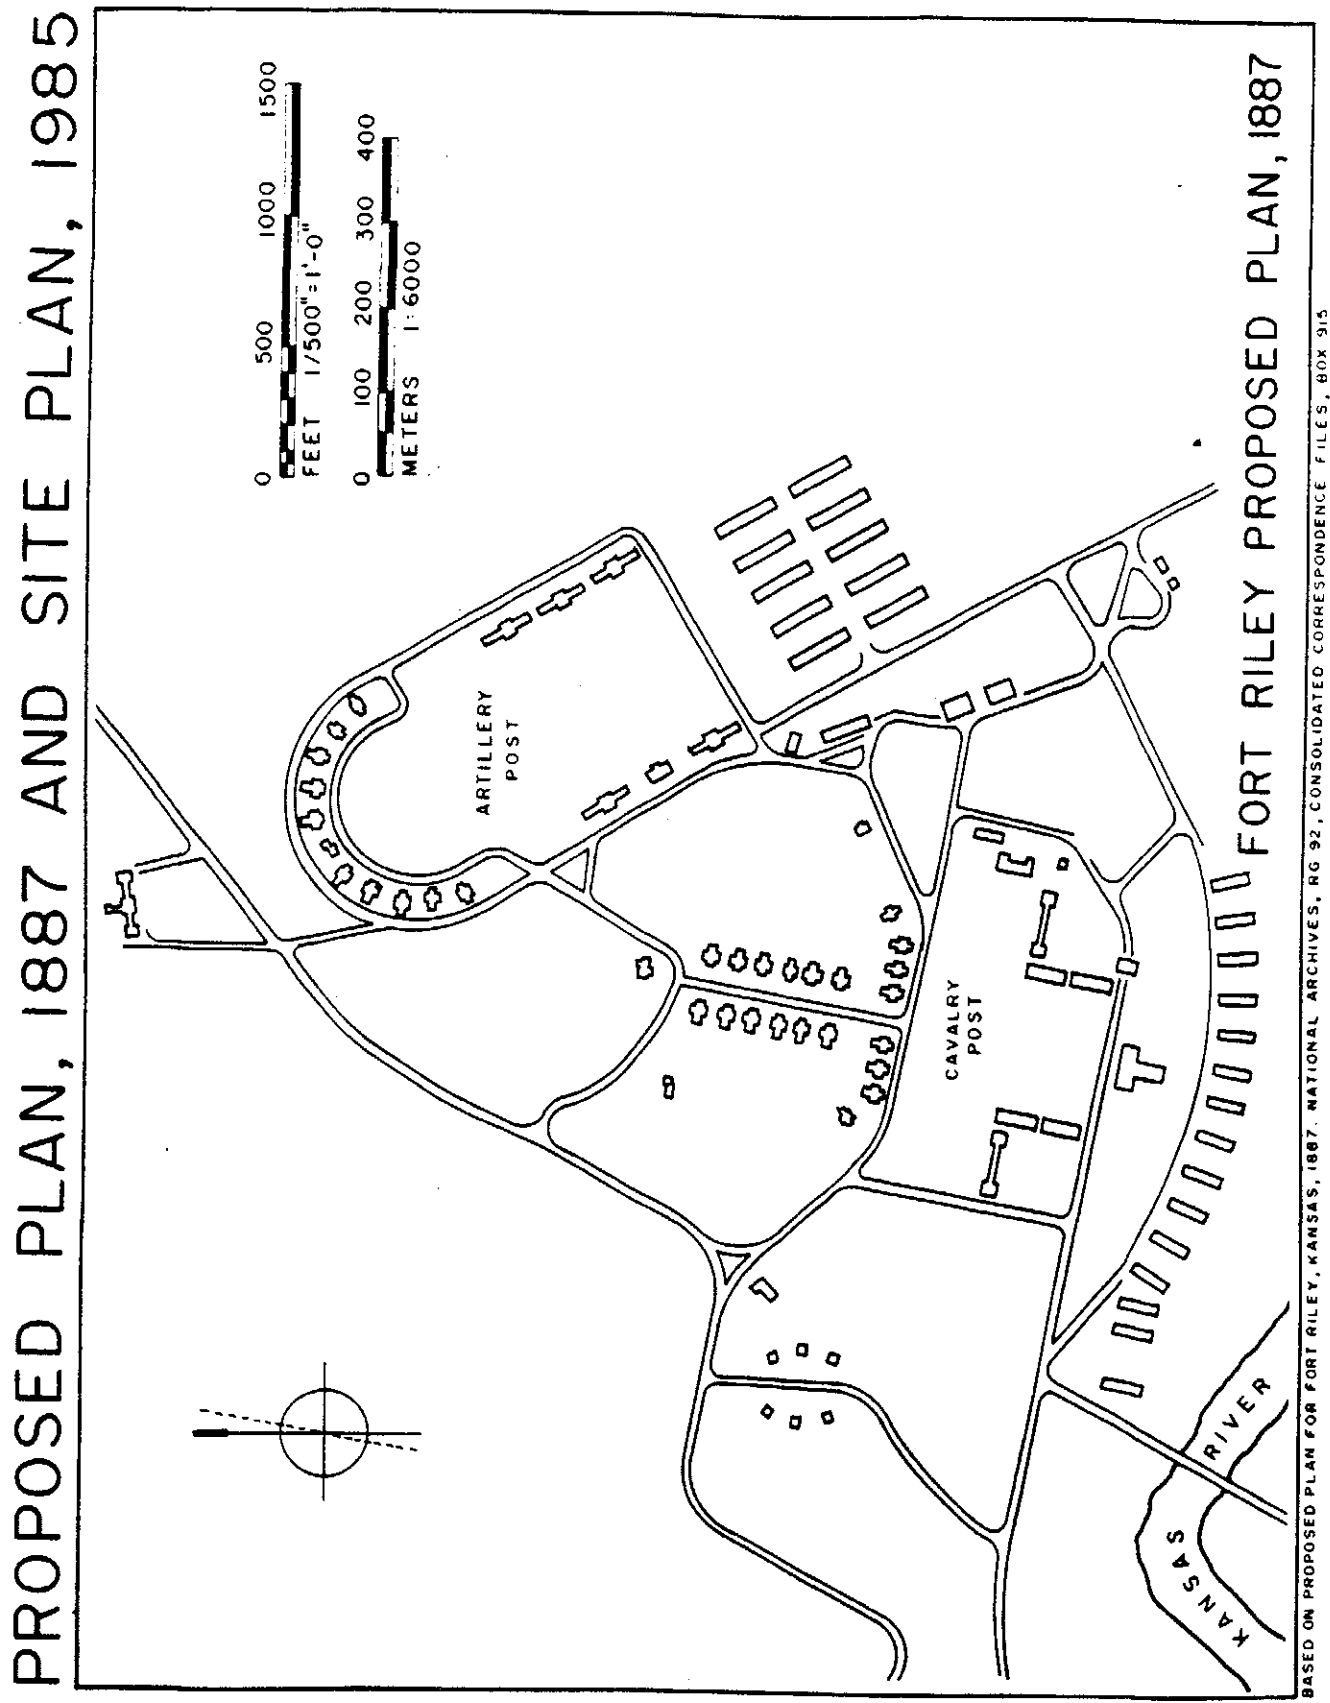 PROPOSED PLAN, 1887 AND SITE PLAN, 1985
0 500 1000 1500
FEET 1/500"=1'-0"
0 100 200 300 400
METERS 1:6000
ARTILLERY
POST
CAVALRY
POST
KANSAS RIVER
FORT RILEY PROPOSED PLAN, 1887
BASED ON PROPOSED PLAN FOR FORT RILEY, KANSAS, 1887. NATIONAL ARCHIVES, RG 92, CONSOLIDATED CORRESPONDENCE FILES, BOX 915